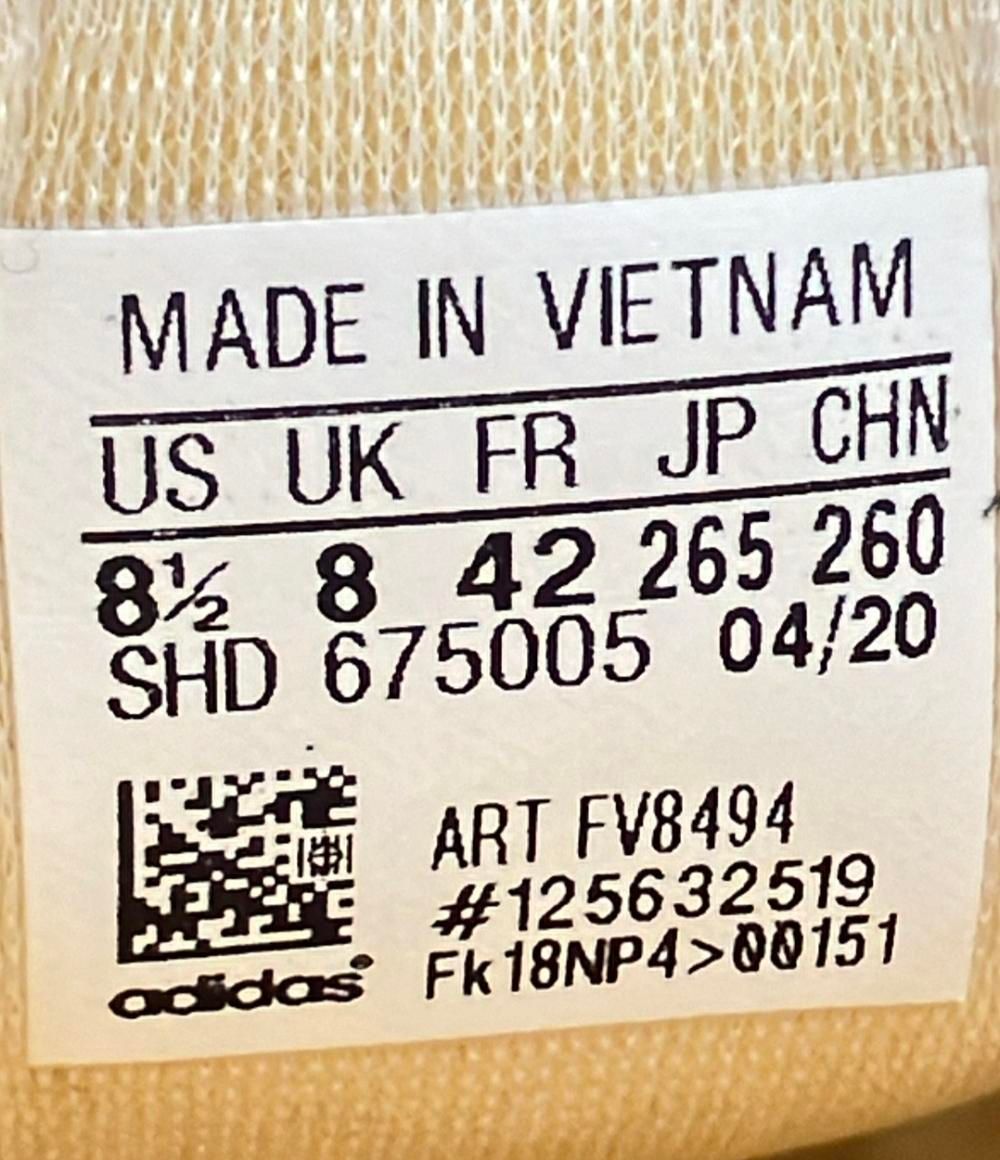 MADE IN VIETNAM
US UK FR JP CHN
8½ 8 42 265 260
SHD 675005 04/20
ART FV8494
#125632519
Fk18NP4>00151
adidas®